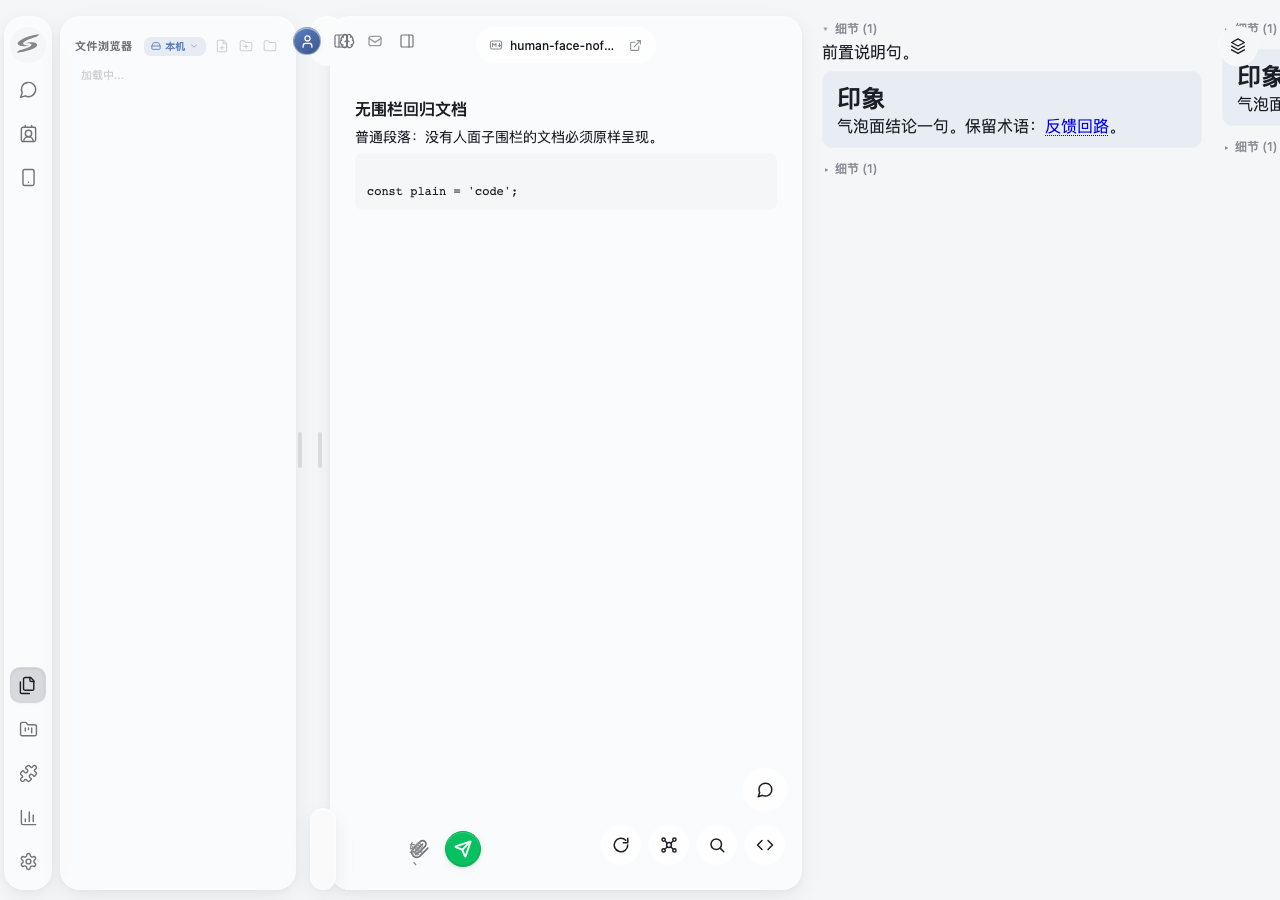 文件浏览器
本机
加载中...
human-face-nof...
无围栏回归文档
普通段落：没有人面子围栏的文档必须原样呈现。
const plain = 'code';
细节 (1)
前置说明句。
印象
气泡面结论一句。保留术语：反馈回路。
细节 (1)
(1)
印象
气泡面
细节 (1)